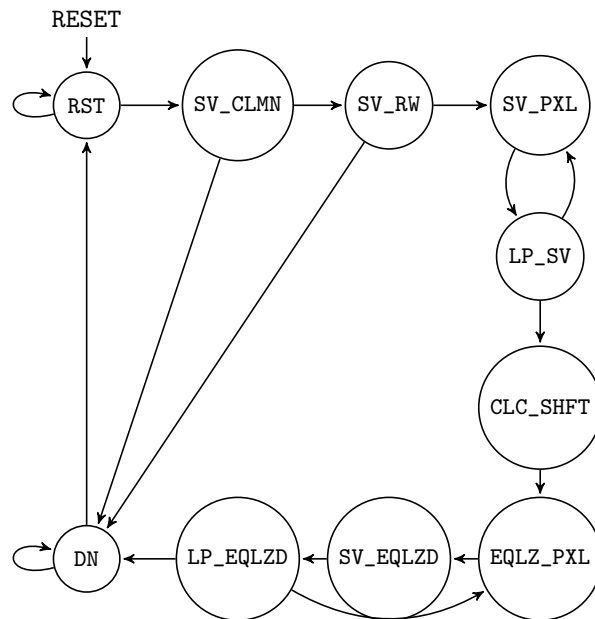 RESET
RST
SV_CLMN
SV_RW
SV_PXL
LP_SV
CLC_SHFT
DN
LP_EQLZD
SV_EQLZD
EQLZ_PXL